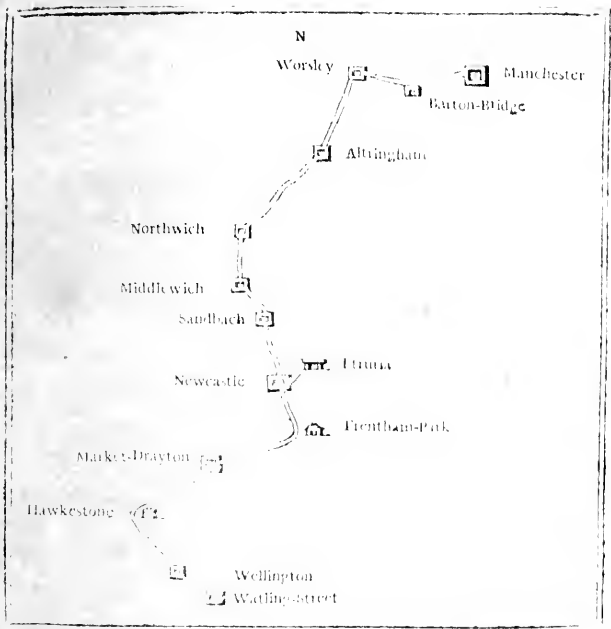 N
Worsley
Manchester
Barton-Bridge
Altringham
Northwich
Middlewich
Sandbach
Etruria
Newcastle
Trentham-Park
Market-Drayton
Hawkestone
Wellington
Watling-Street